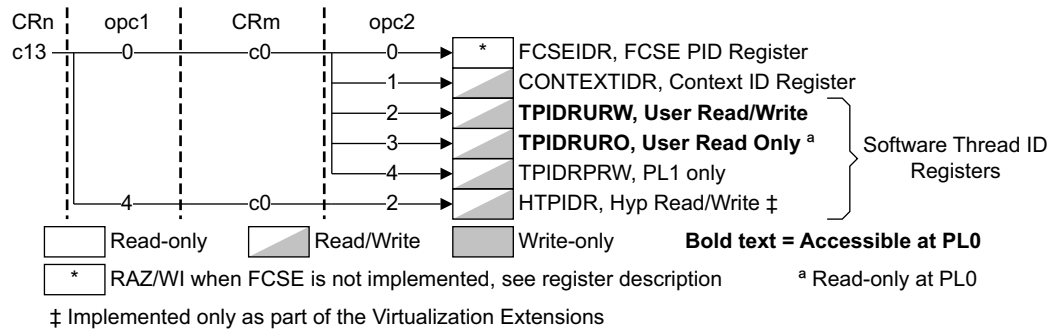 CRn opc1 CRm opc2
c13 0 c0 0 * FCSEIDR, FCSE PID Register
1 CONTEXTIDR, Context ID Register
2 TPIDRURW, User Read/Write
3 TPIDRURO, User Read Only ᵃ
4 TPIDRPRW, PL1 only
4 c0 2 HTPIDR, Hyp Read/Write ‡
Software Thread ID
Registers
Read-only Read/Write Write-only Bold text = Accessible at PL0
* RAZ/WI when FCSE is not implemented, see register description ᵃ Read-only at PL0
‡ Implemented only as part of the Virtualization Extensions